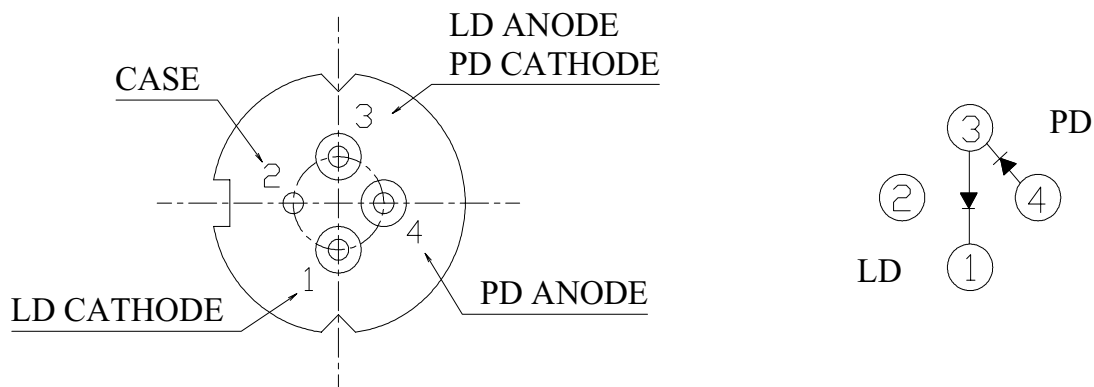 LD ANODE
PD CATHODE
CASE
3
2
4
1
LD CATHODE
PD ANODE
3
PD
2
4
LD
1